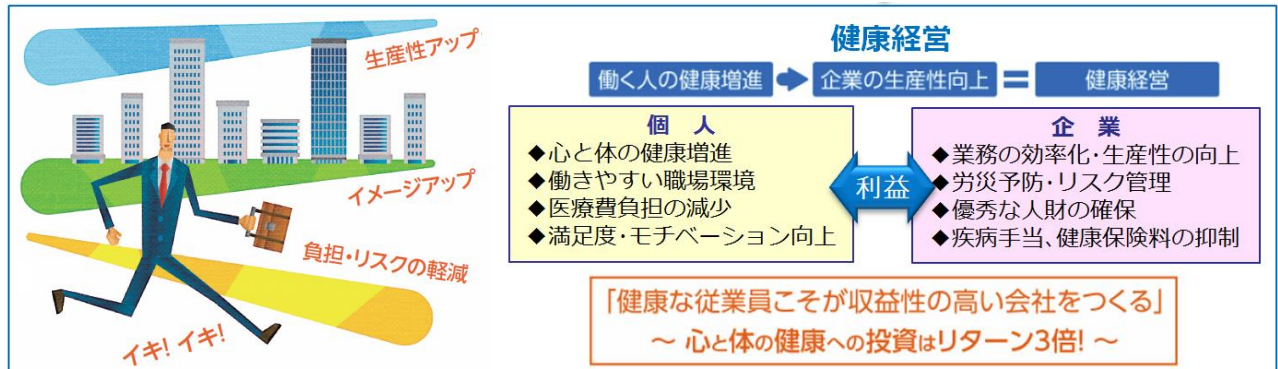 生産性アップ
イメージアップ
負担・リスクの軽減
イキ! イキ!
健康経営
働く人の健康増進 企業の生産性向上 = 健康経営
個 人
◆心と体の健康増進
◆働きやすい職場環境
◆医療費負担の減少
◆満足度・モチベーション向上
利益
企 業
◆業務の効率化・生産性の向上
◆労災予防・リスク管理
◆優秀な人財の確保
◆疾病手当、健康保険料の抑制
「健康な従業員こそが収益性の高い会社をつくる」
～ 心と体の健康への投資はリターン3倍! ～